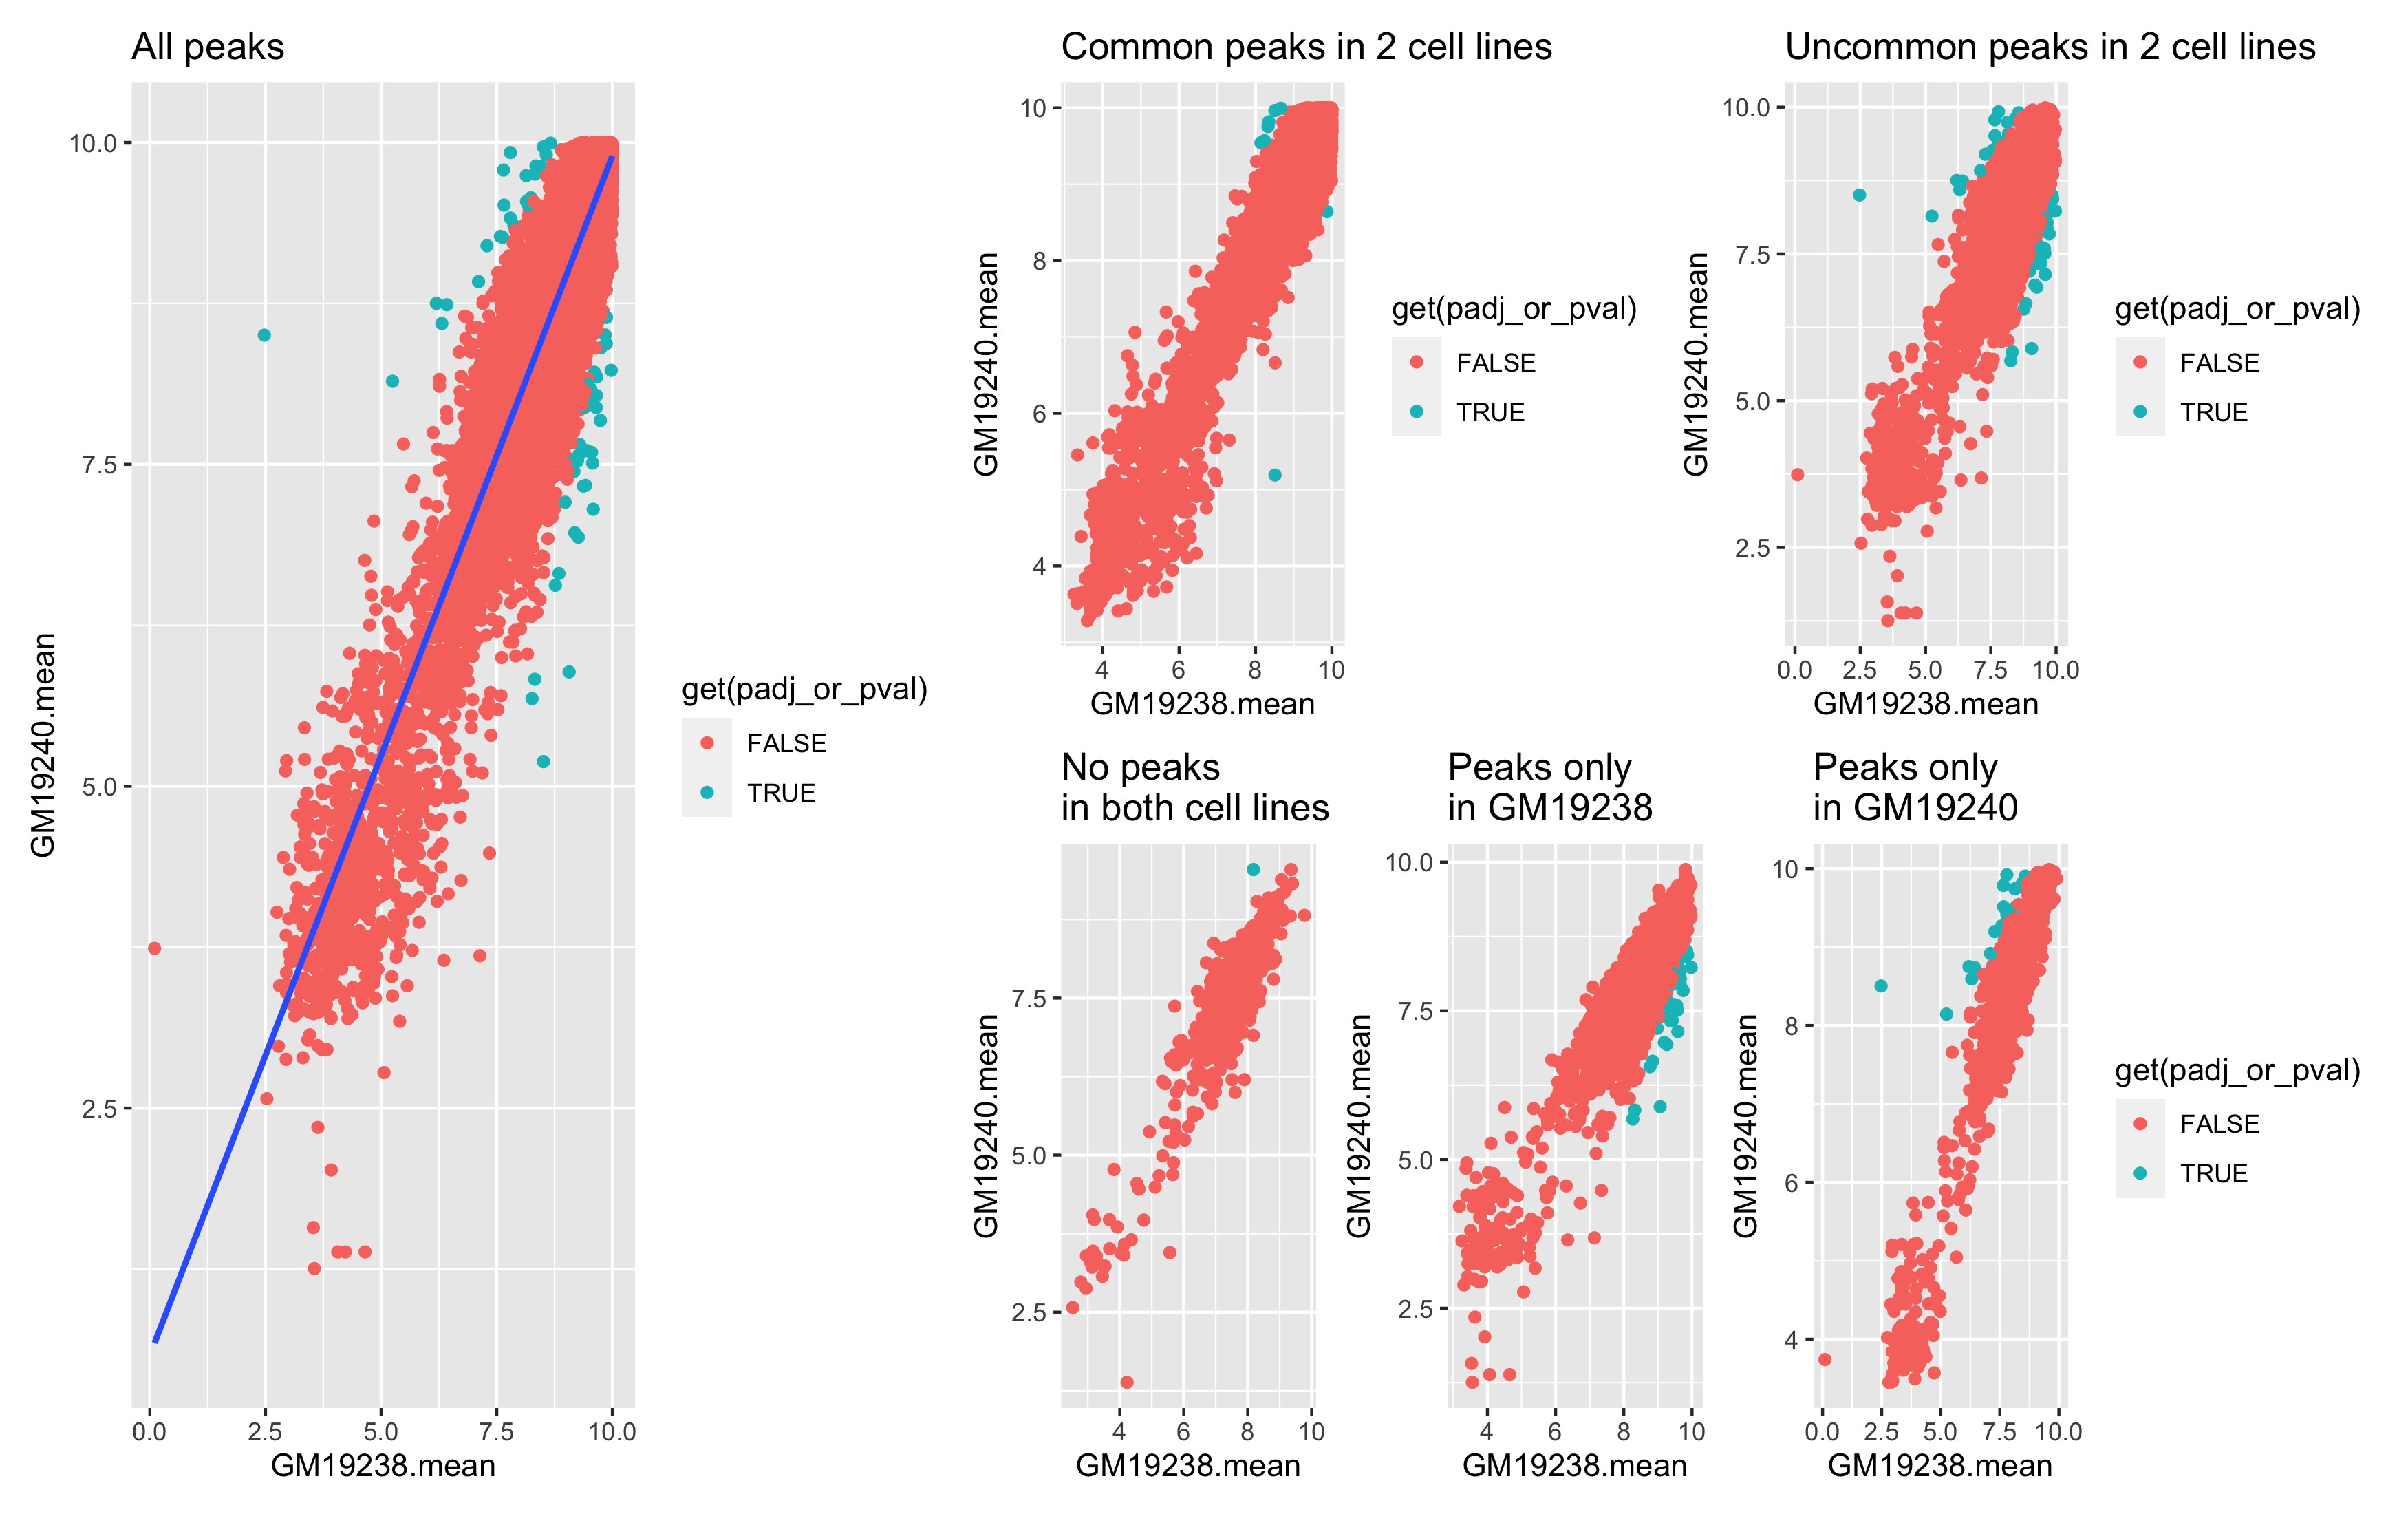 All peaks
10.0
7.5
5.0
2.5
GM19240.mean
0.0 2.5 5.0 7.5 10.0
GM19238.mean
get(padj_or_pval)
FALSE
TRUE
Common peaks in 2 cell lines
10
8
6
4
GM19240.mean
4 6 8 10
GM19238.mean
get(padj_or_pval)
FALSE
TRUE
Uncommon peaks in 2 cell lines
10.0
7.5
5.0
2.5
GM19240.mean
0.0 2.5 5.0 7.5 10.0
GM19238.mean
get(padj_or_pval)
FALSE
TRUE
No peaks
in both cell lines
7.5
5.0
2.5
GM19240.mean
4 6 8 10
GM19238.mean
Peaks only
in GM19238
10.0
7.5
5.0
2.5
GM19240.mean
4 6 8 10
GM19238.mean
Peaks only
in GM19240
10
8
6
4
GM19240.mean
0.0 2.5 5.0 7.5 10.0
GM19238.mean
get(padj_or_pval)
FALSE
TRUE